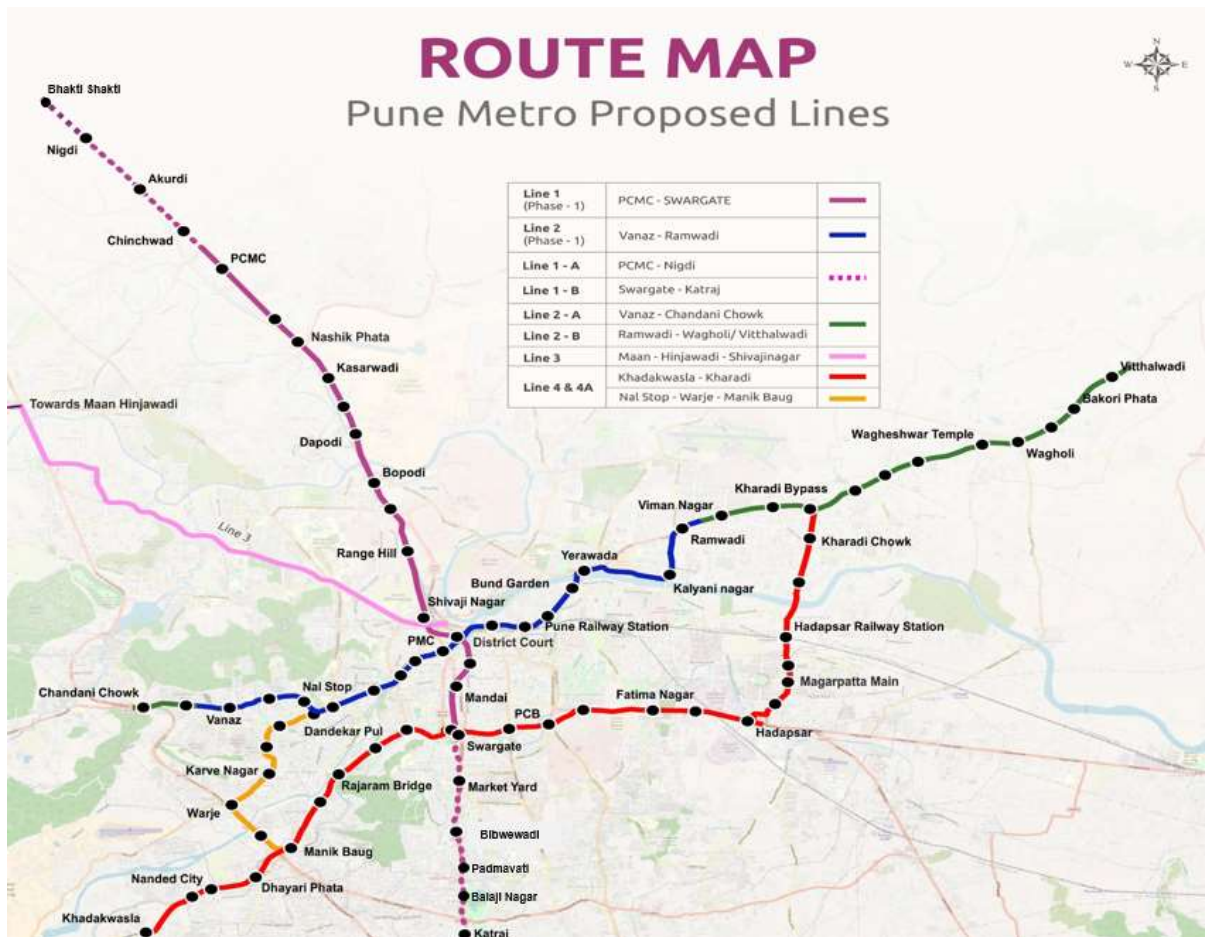 ROUTE MAP
Pune Metro Proposed Lines
N
W E
S
Line 1
(Phase - 1)
PCMC - SWARGATE
Line 2
(Phase - 1)
Vanaz - Ramwadi
Line 1 - A
PCMC - Nigdi
Line 1 - B
Swargate - Katraj
Line 2 - A
Vanaz - Chandani Chowk
Line 2 - B
Ramwadi - Wagholi/ Vitthalwadi
Line 3
Maan - Hinjawadi - Shivajinagar
Line 4 & 4A
Khadakwasla - Kharadi
Nal Stop - Warje - Manik Baug
Bhakti Shakti
Nigdi
Akurdi
Chinchwad
PCMC
Nashik Phata
Kasarwadi
Towards Maan Hinjawadi
Dapodi
Bopodi
Line 3
Range Hill
Shivaji Nagar
Vitthalwadi
Bakori Phata
Wagheshwar Temple
Wagholi
Kharadi Bypass
Viman Nagar
Ramwadi
Kharadi Chowk
Yerawada
Bund Garden
Kalyani nagar
Pune Railway Station
PMC
District Court
Hadapsar Railway Station
Magarpatta Main
Chandani Chowk
Nal Stop
Vanaz
Mandai
Fatima Nagar
PCB
Dandekar Pul
Swargate
Hadapsar
Karve Nagar
Rajaram Bridge
Market Yard
Warje
Bibwewadi
Manik Baug
Padmavati
Nanded City
Dhayari Phata
Balaji Nagar
Khadakwasla
Katraj